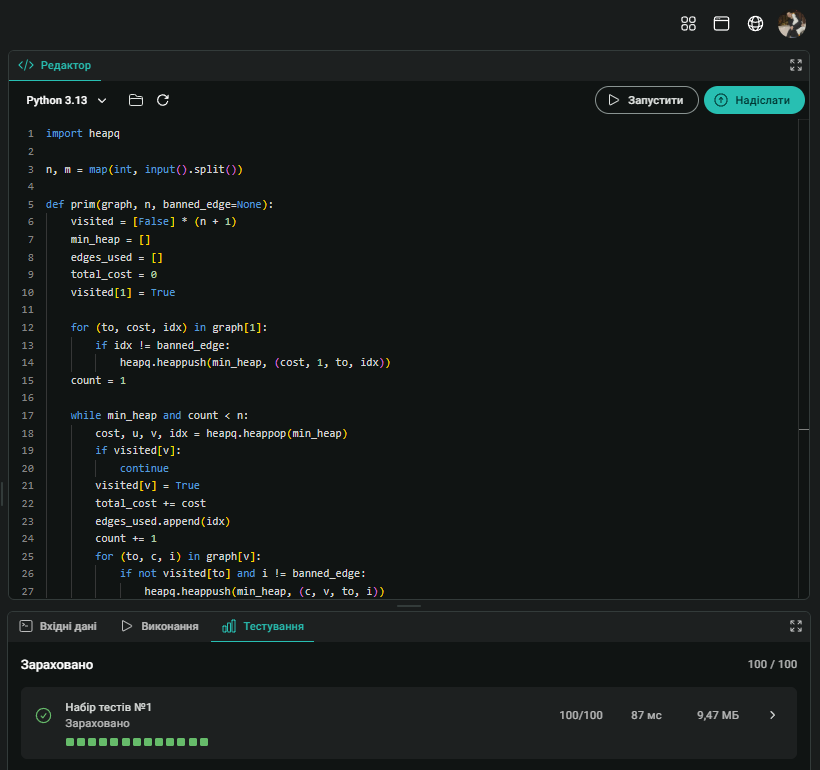 </> Редактор
Python 3.13
Запустити
Надіслати
1 import heapq
2
3 n, m = map(int, input().split())
4
5 def prim(graph, n, banned_edge=None):
6     visited = [False] * (n + 1)
7     min_heap = []
8     edges_used = []
9     total_cost = 0
10     visited[1] = True
11
12     for (to, cost, idx) in graph[1]:
13         if idx != banned_edge:
14             heapq.heappush(min_heap, (cost, 1, to, idx))
15     count = 1
16
17     while min_heap and count < n:
18         cost, u, v, idx = heapq.heappop(min_heap)
19         if visited[v]:
20             continue
21         visited[v] = True
22         total_cost += cost
23         edges_used.append(idx)
24         count += 1
25         for (to, c, i) in graph[v]:
26             if not visited[to] and i != banned_edge:
27                 heapq.heappush(min_heap, (c, v, to, i))
Вхідні дані
Виконання
Тестування
Зараховано
100 / 100
Набір тестів №1
Зараховано
100/100
87 мс
9,47 МБ